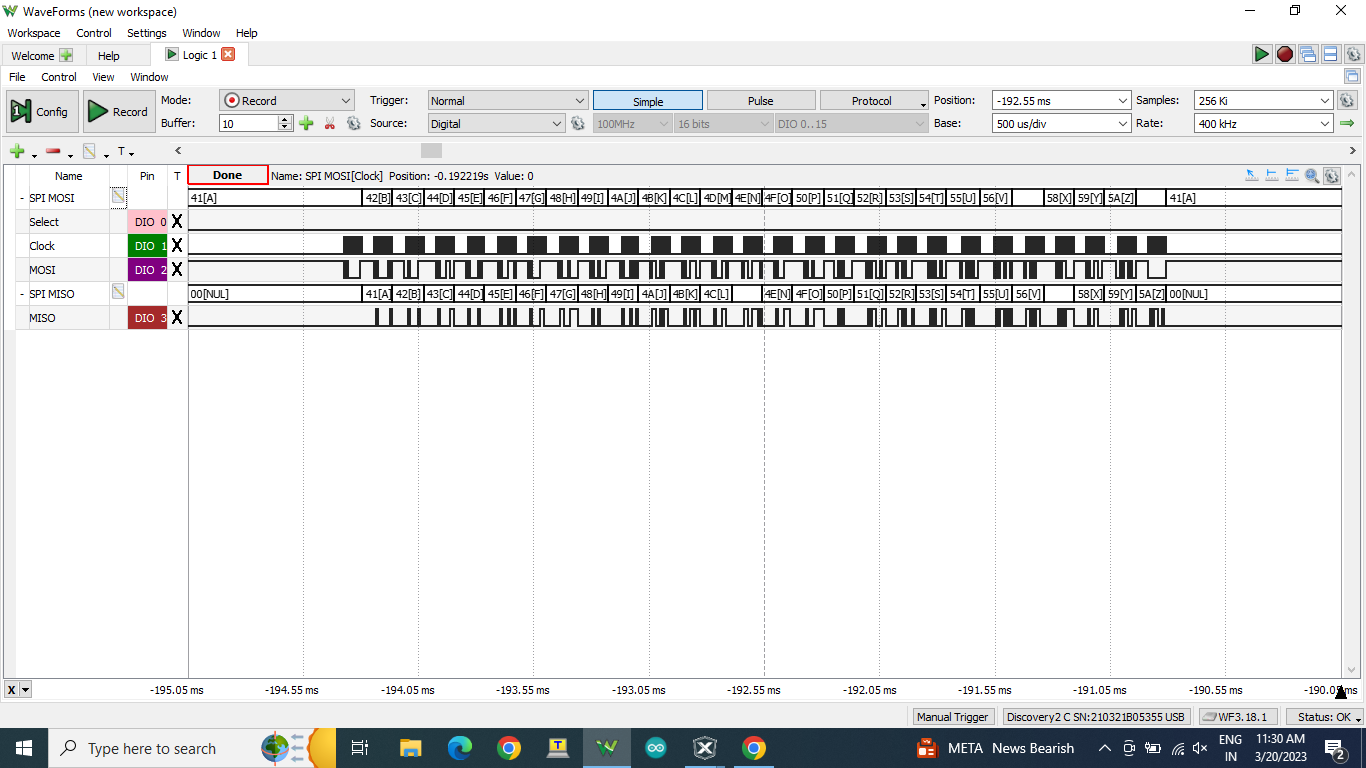 WaveForms (new workspace)
Workspace Control Settings Window Help
Welcome Help Logic 1
File Control View Window
Config Record Mode: Record Trigger: Normal Simple Pulse Protocol Position: -192.55 ms Samples: 256 Ki
Buffer: 10 Source: Digital 100MHz 16 bits DIO 0..15 Base: 500 us/div Rate: 400 kHz
T
Name Pin T Done Name: SPI MOSI[Clock] Position: -0.192219s Value: 0
- SPI MOSI 41[A] 42[B] 43[C] 44[D] 45[E] 46[F] 47[G] 48[H] 49[I] 4A[J] 4B[K] 4C[L] 4D[M] 4E[N] 4F[O] 50[P] 51[Q] 52[R] 53[S] 54[T] 55[U] 56[V] 58[X] 59[Y] 5A[Z] 41[A]
Select DIO 0 X
Clock DIO 1 X
MOSI DIO 2 X
- SPI MISO 00[NUL] 41[A] 42[B] 43[C] 44[D] 45[E] 46[F] 47[G] 48[H] 49[I] 4A[J] 4B[K] 4C[L] 4E[N] 4F[O] 50[P] 51[Q] 52[R] 53[S] 54[T] 55[U] 56[V] 58[X] 59[Y] 5A[Z] 00[NUL]
MISO DIO 3 X
X -195.05 ms -194.55 ms -194.05 ms -193.55 ms -193.05 ms -192.55 ms -192.05 ms -191.55 ms -191.05 ms -190.55 ms
Manual Trigger Discovery2 C SN:210321B05355 USB WF3.18.1 Status: OK
Type here to search META News Bearish ENG 11:30 AM
IN 3/20/2023 2